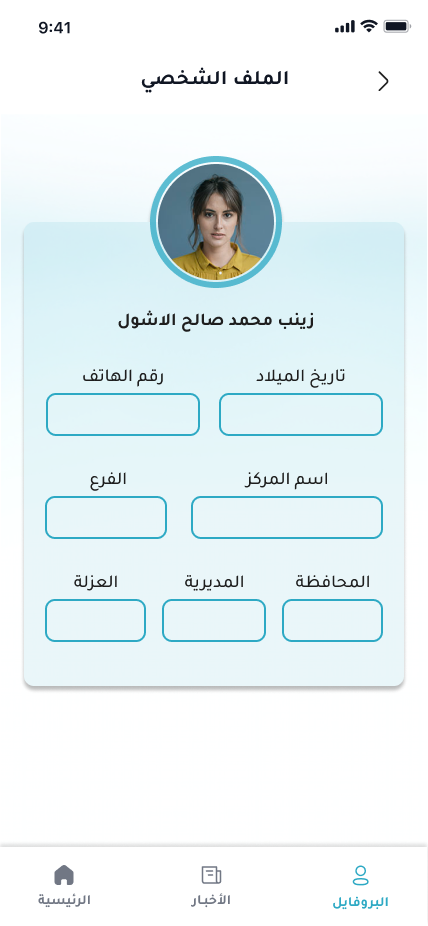 9:41
الملف الشخصي
زينب محمد صالح الاشول
تاريخ الميلاد
رقم الهاتف
اسم المركز
الفرع
المحافظة
المديرية
العزلة
البروفايل
الأخبار
الرئيسية